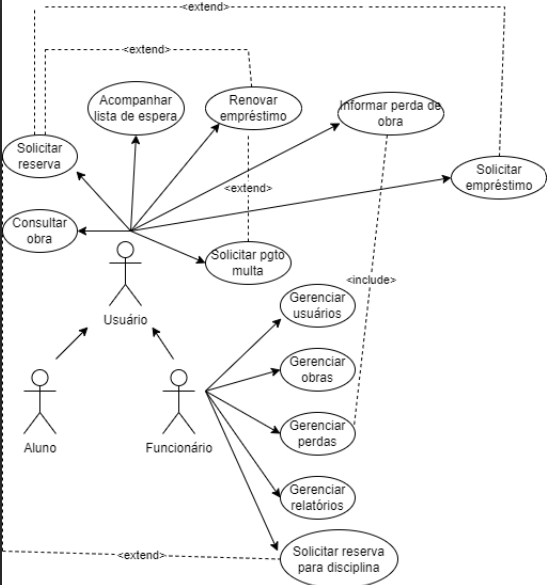 <extend>
<extend>
Acompanhar
lista de espera
Renovar
empréstimo
Informar perda de
obra
Solicitar
reserva
Solicitar
empréstimo
<extend>
Consultar
obra
Solicitar pgto
multa
<include>
Usuário
Gerenciar
usuários
Gerenciar
obras
Aluno
Funcionário
Gerenciar
perdas
Gerenciar
relatórios
<extend>
Solicitar reserva
para disciplina